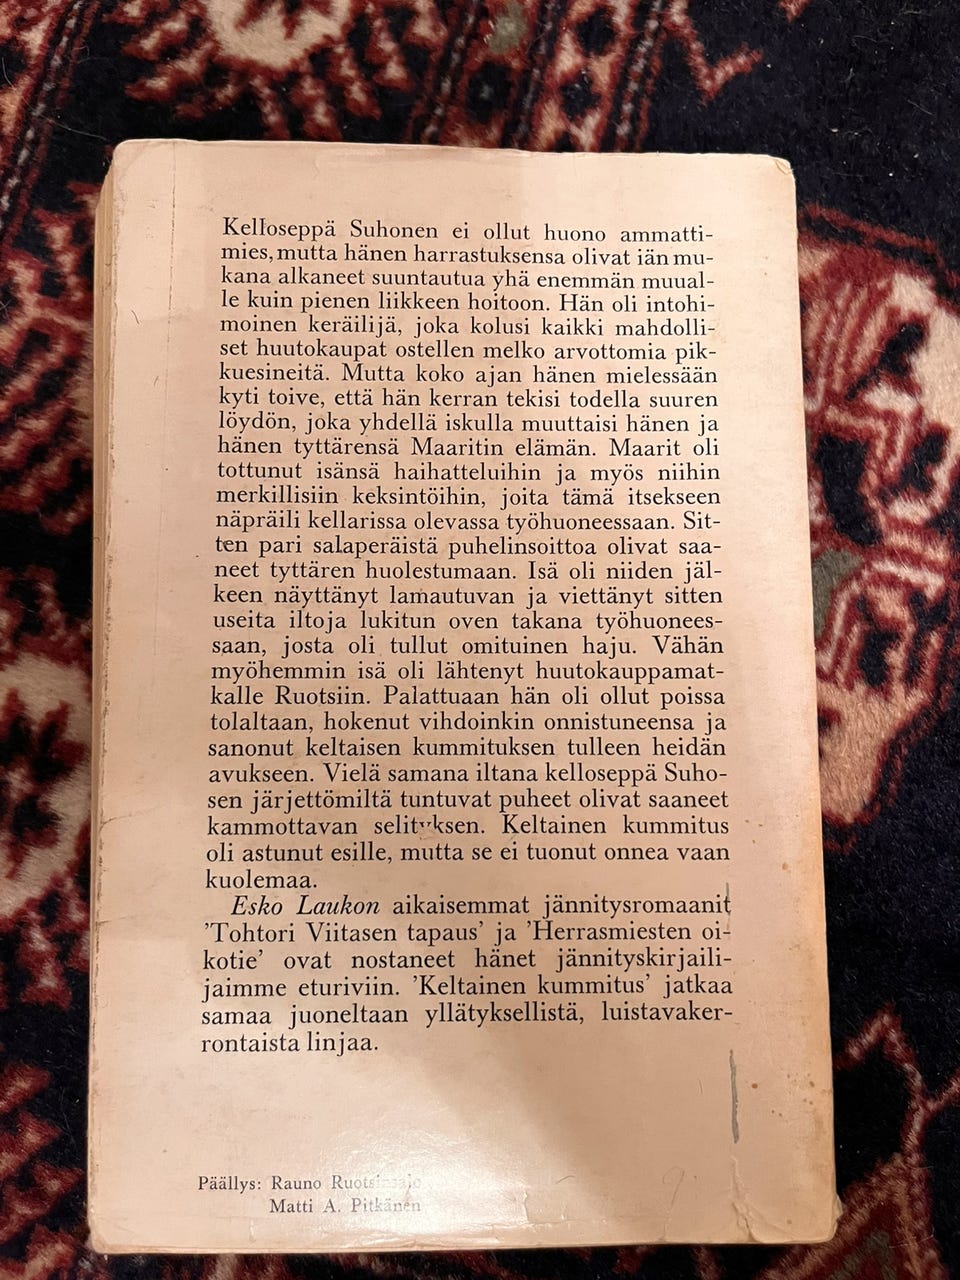 Kelloseppä Suhonen ei ollut huono ammatti-
mies, mutta hänen harrastuksensa olivat iän mu-
kana alkaneet suuntautua yhä enemmän muual-
le kuin pienen liikkeen hoitoon. Hän oli intohi-
moinen keräilijä, joka kolusi kaikki mahdolli-
set huutokaupat ostellen melko arvottomia pik-
kuesineitä. Mutta koko ajan hänen mielessään
kyti toive, että hän kerran tekisi todella suuren
löydön, joka yhdellä iskulla muuttaisi hänen ja
hänen tyttärensä Maaritin elämän. Maarit oli
tottunut isänsä haihatteluihin ja myös niihin
merkillisiin keksintöihin, joita tämä itsekseen
näpräili kellarissa olevassa työhuoneessaan. Sit-
ten pari salaperäistä puhelinsoittoa olivat saa-
neet tyttären huolestumaan. Isä oli niiden jäl-
keen näyttänyt lamautuvan ja viettänyt sitten
useita iltoja lukitun oven takana työhuonees-
saan, josta oli tullut omituinen haju. Vähän
myöhemmin isä oli lähtenyt huutokauppamat-
kalle Ruotsiin. Palattuaan hän oli ollut poissa
tolaltaan, hokenut vihdoinkin onnistuneensa ja
sanonut keltaisen kummituksen tulleen heidän
avukseen. Vielä samana iltana kelloseppä Suho-
sen järjettömiltä tuntuvat puheet olivat saaneet
kammottavan selityksen. Keltainen kummitus
oli astunut esille, mutta se ei tuonut onnea vaan
kuolemaa.
Esko Laukon aikaisemmat jännitysromaanit
'Tohtori Viitasen tapaus' ja 'Herrasmiesten oi-
kotie' ovat nostaneet hänet jännityskirjaili-
jaimme eturiviin. 'Keltainen kummitus' jatkaa
samaa juoneltaan yllätyksellistä, luistavaker-
rontaista linjaa.
Päällys: Rauno Ruotsinsalo
Matti A. Pitkänen